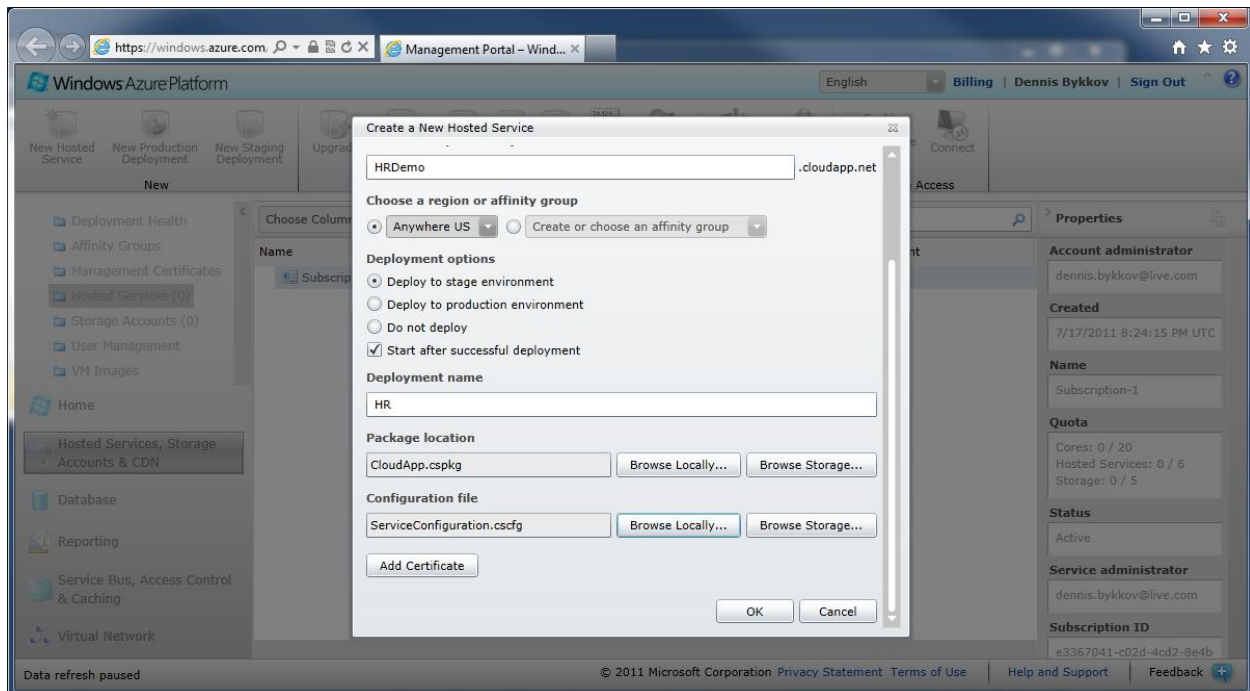 https://windows.azure.com
Management Portal – Wind...
Windows Azure Platform
English
Billing | Dennis Bykkov | Sign Out
New Hosted Service
New Production Deployment
New Staging Deployment
Upgrad
Connect
New
Access
Deployment Health
Affinity Groups
Management Certificates
Hosted Services (0)
Storage Accounts (0)
User Management
VM Images
Home
Hosted Services, Storage
Accounts & CDN
Database
Reporting
Service Bus, Access Control
& Caching
Virtual Network
Choose Column
Name
Subscrip
Create a New Hosted Service
HRDemo .cloudapp.net
Choose a region or affinity group
Anywhere US Create or choose an affinity group
Deployment options
Deploy to stage environment
Deploy to production environment
Do not deploy
Start after successful deployment
Deployment name
HR
Package location
CloudApp.cspkg Browse Locally... Browse Storage...
Configuration file
ServiceConfiguration.cscfg Browse Locally... Browse Storage...
Add Certificate
OK Cancel
Properties
Account administrator
dennis.bykkov@live.com
Created
7/17/2011 8:24:15 PM UTC
Name
Subscription-1
Quota
Cores: 0 / 20
Hosted Services: 0 / 6
Storage: 0 / 5
Status
Active
Service administrator
dennis.bykkov@live.com
Subscription ID
e3367041-c02d-4cd2-8e4b
Data refresh paused
© 2011 Microsoft Corporation Privacy Statement Terms of Use
Help and Support
Feedback